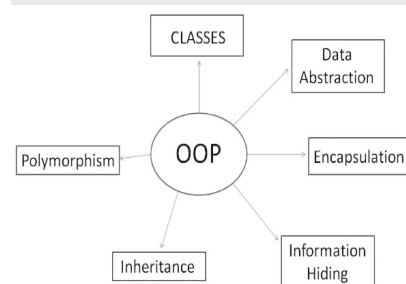 CLASSES
Data
Abstraction
OOP
Polymorphism
Encapsulation
Inheritance
Information
Hiding